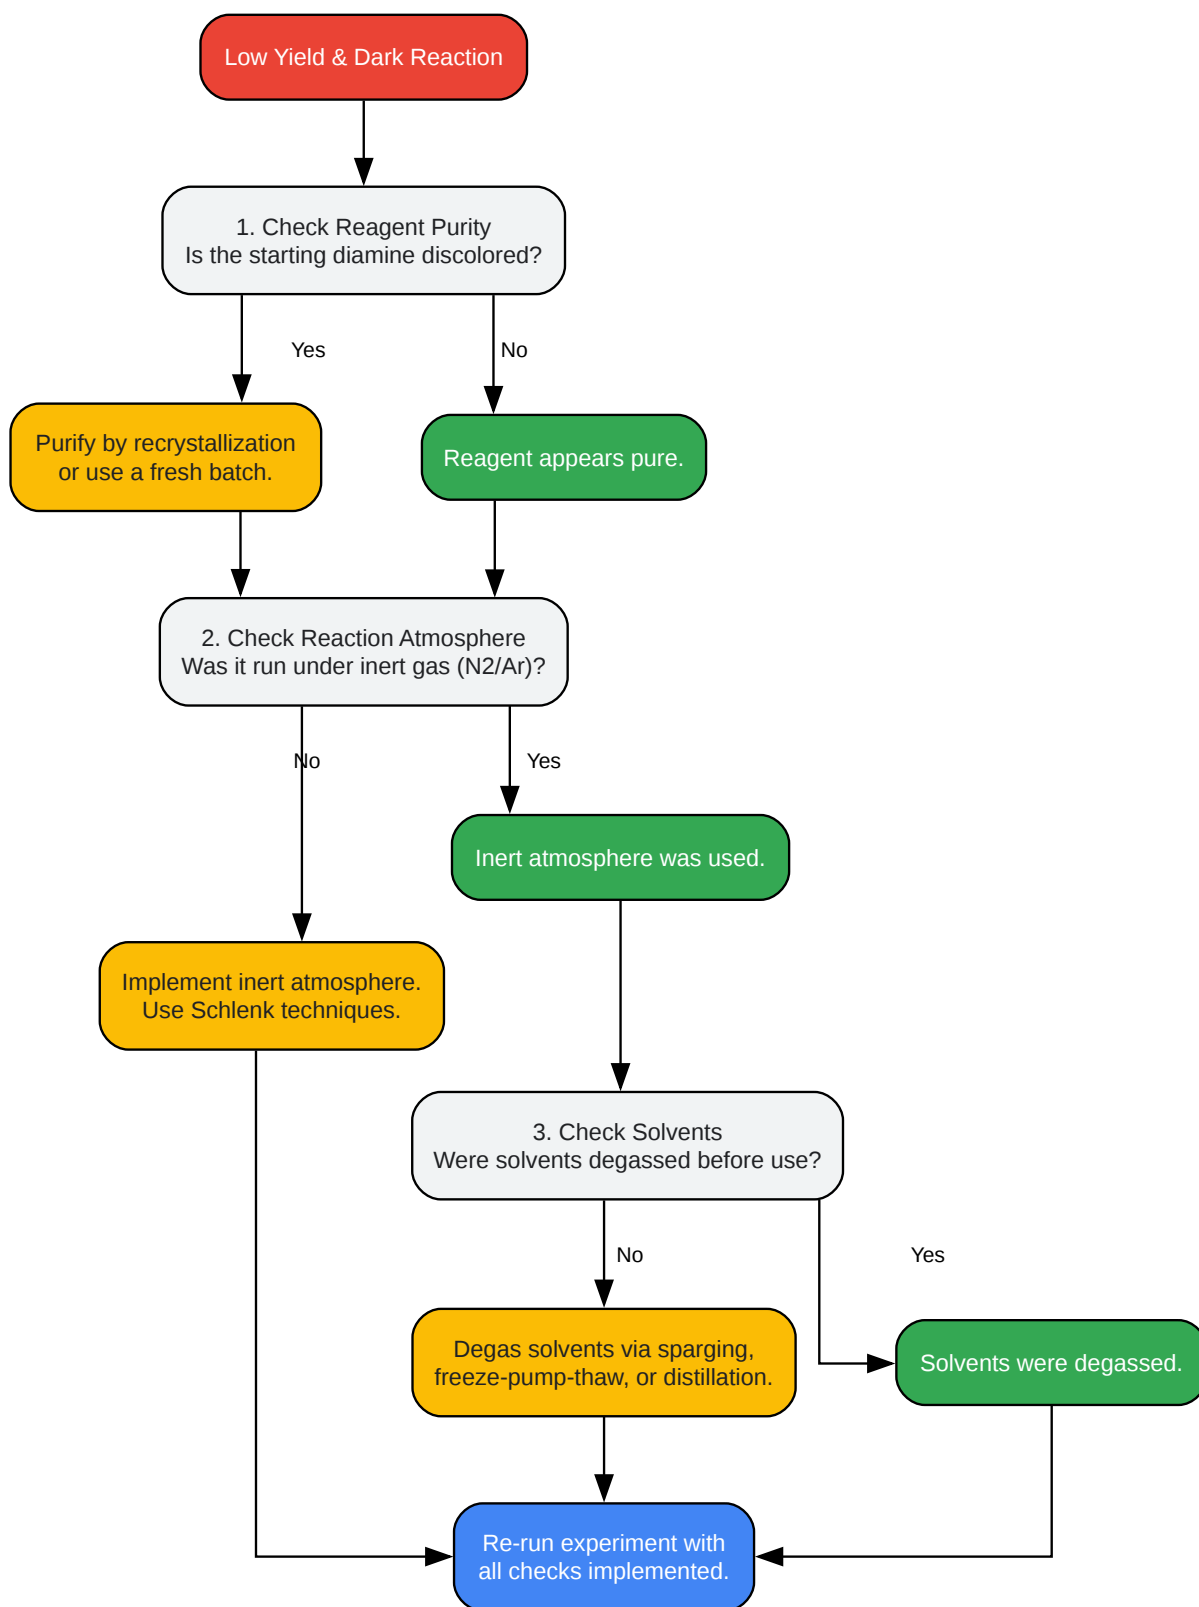 Low Yield & Dark Reaction
1. Check Reagent Purity
Is the starting diamine discolored?
Yes
No
Purify by recrystallization
or use a fresh batch.
Reagent appears pure.
2. Check Reaction Atmosphere
Was it run under inert gas (N2/Ar)?
No
Yes
Inert atmosphere was used.
Implement inert atmosphere.
Use Schlenk techniques.
3. Check Solvents
Were solvents degassed before use?
No
Yes
Degas solvents via sparging,
freeze-pump-thaw, or distillation.
Solvents were degassed.
Re-run experiment with
all checks implemented.